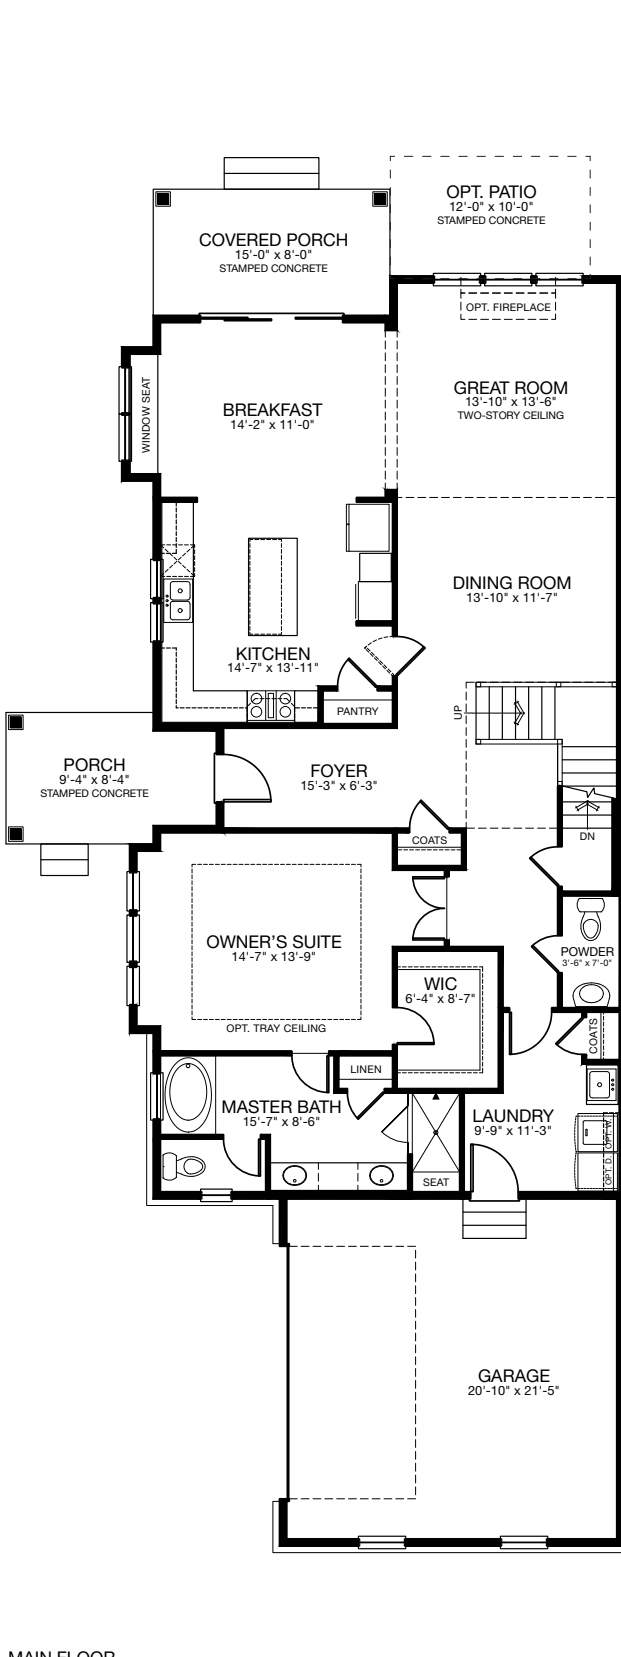 OPT. PATIO
12'-0" x 10'-0"
STAMPED CONCRETE
COVERED PORCH
15'-0" x 8'-0"
STAMPED CONCRETE
OPT. FIREPLACE
WINDOW SEAT
BREAKFAST
14'-2" x 11'-0"
GREAT ROOM
13'-10" x 13'-6"
TWO-STORY CEILING
DINING ROOM
13'-10" x 11'-7"
KITCHEN
14'-7" x 13'-11"
PANTRY
UP
PORCH
9'-4" x 8'-4"
STAMPED CONCRETE
FOYER
15'-3" x 6'-3"
COATS
DN
OWNER'S SUITE
14'-7" x 13'-9"
OPT. TRAY CEILING
POWDER
3'-6" x 7'-0"
WIC
6'-4" x 8'-7"
COATS
LINEN
MASTER BATH
15'-7" x 8'-6"
LAUNDRY
9'-9" x 11'-3"
OPT. W.
OPT. D.
SEAT
GARAGE
20'-10" x 21'-5"
MAIN FLOOR